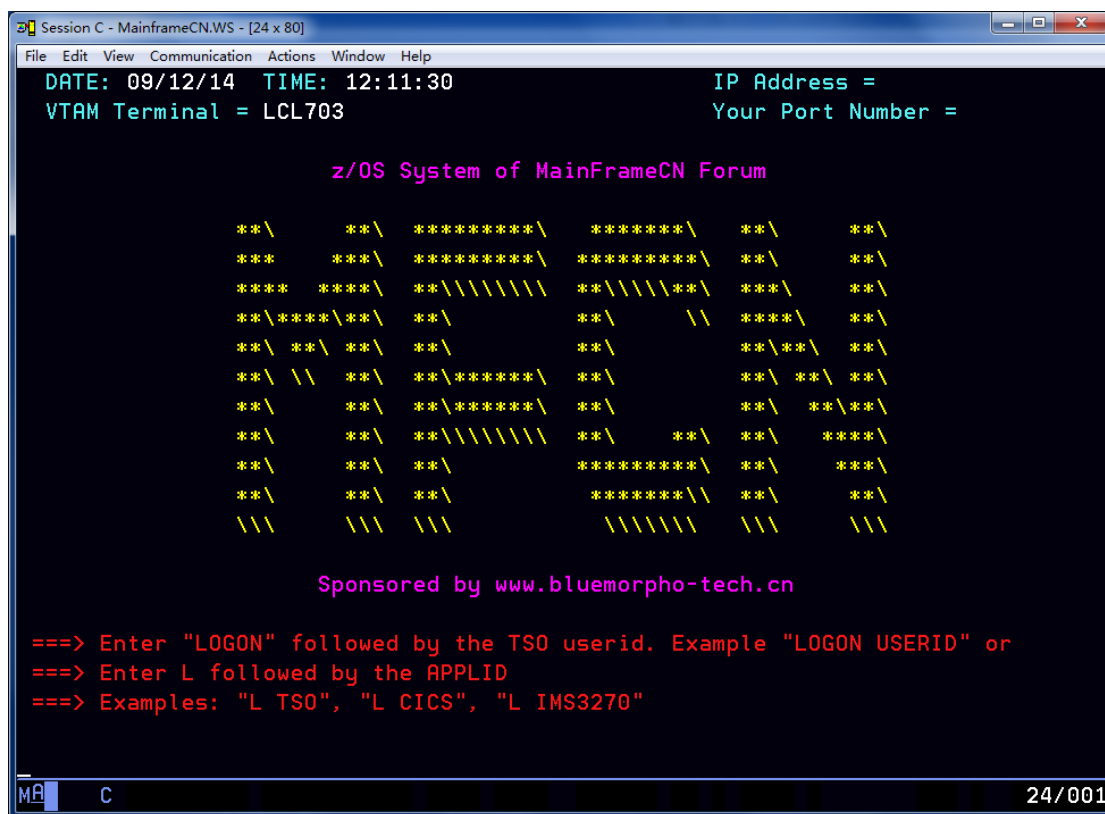 Session C - MainframeCN.WS - [24 x 80]
File Edit View Communication Actions Window Help
DATE: 09/12/14 TIME: 12:11:30 IP Address =
VTAM Terminal = LCL703 Your Port Number =
z/OS System of MainFrameCN Forum
**\     **\  *********\   *******\   **\     **\
***    ***\  *********\  *********\  **\     **\
****  ****\  **\\\\\\\\  **\\\\\**\  ***\    **\
**\****\**\  **\         **\     \\  ****\   **\
**\ **\ **\  **\         **\         **\**\  **\
**\ \\  **\  **\******\  **\         **\ **\ **\
**\     **\  **\******\  **\         **\  **\**\
**\     **\  **\\\\\\\\  **\    **\  **\   ****\
**\     **\  **\         *********\  **\    ***\
**\     **\  **\          *******\\  **\     **\
\\\     \\\  \\\           \\\\\\\   \\\     \\\
Sponsored by www.bluemorpho-tech.cn
===> Enter "LOGON" followed by the TSO userid. Example "LOGON USERID" or
===> Enter L followed by the APPLID
===> Examples: "L TSO", "L CICS", "L IMS3270"
MA C 24/001